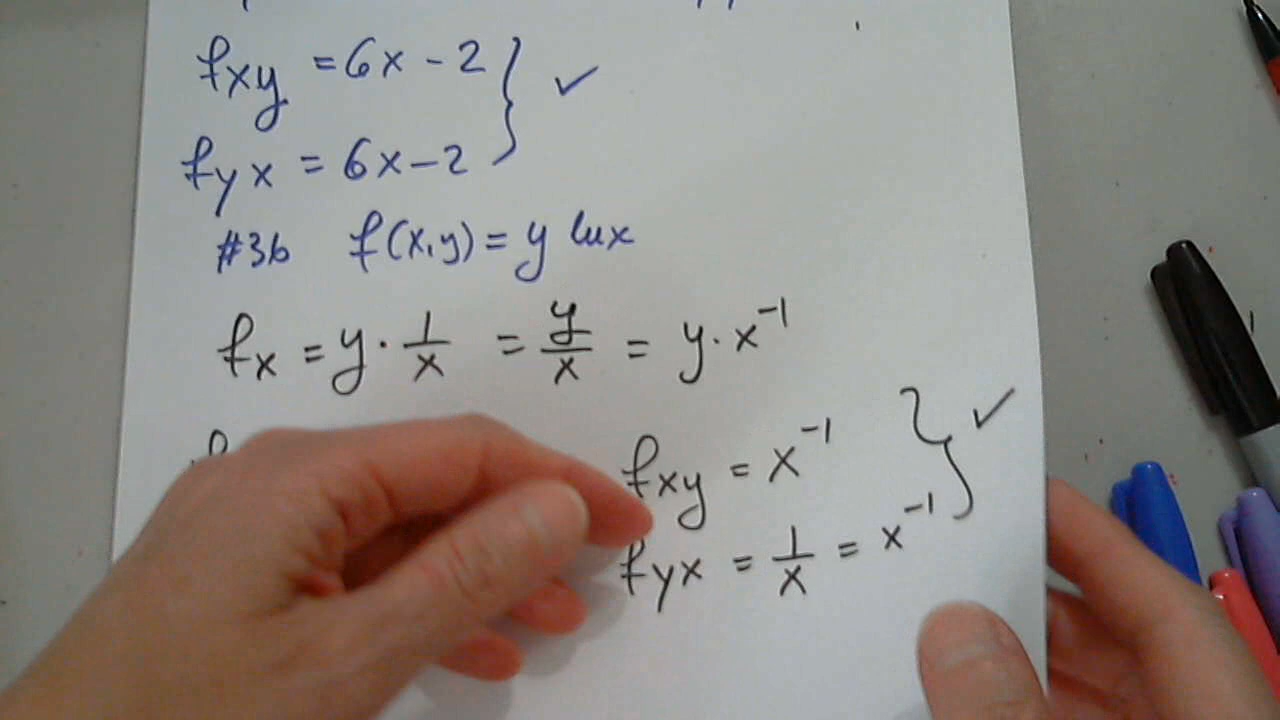 fxy = 6x - 2 } ✓
fyx = 6x - 2
#36 f(x,y) = y lnx
fx = y · 1/x = y/x = y · x⁻¹
f
fxy = x⁻¹ } ✓
fyx = 1/x = x⁻¹